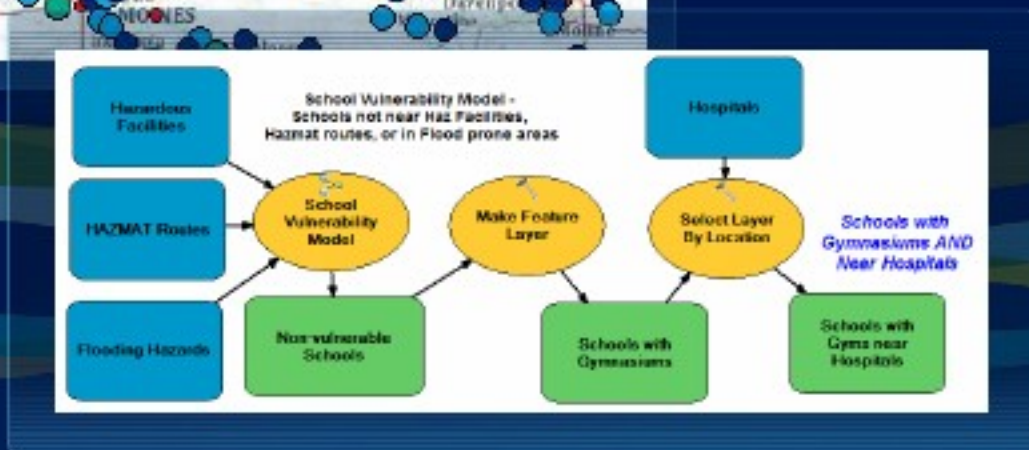 MOINES
Moline
Hazardous
Facilities
School Vulnerability Model -
Schools not near Haz Facilities,
Hazmat routes, or in Flood prone areas
Hospitals
HAZMAT Routes
School
Vulnerability
Model
Make Feature
Layer
Select Layer
By Location
Schools with
Gymnasiums AND
Near Hospitals
Flooding Hazards
Non-vulnerable
Schools
Schools with
Gymnasiums
Schools with
Gyms near
Hospitals